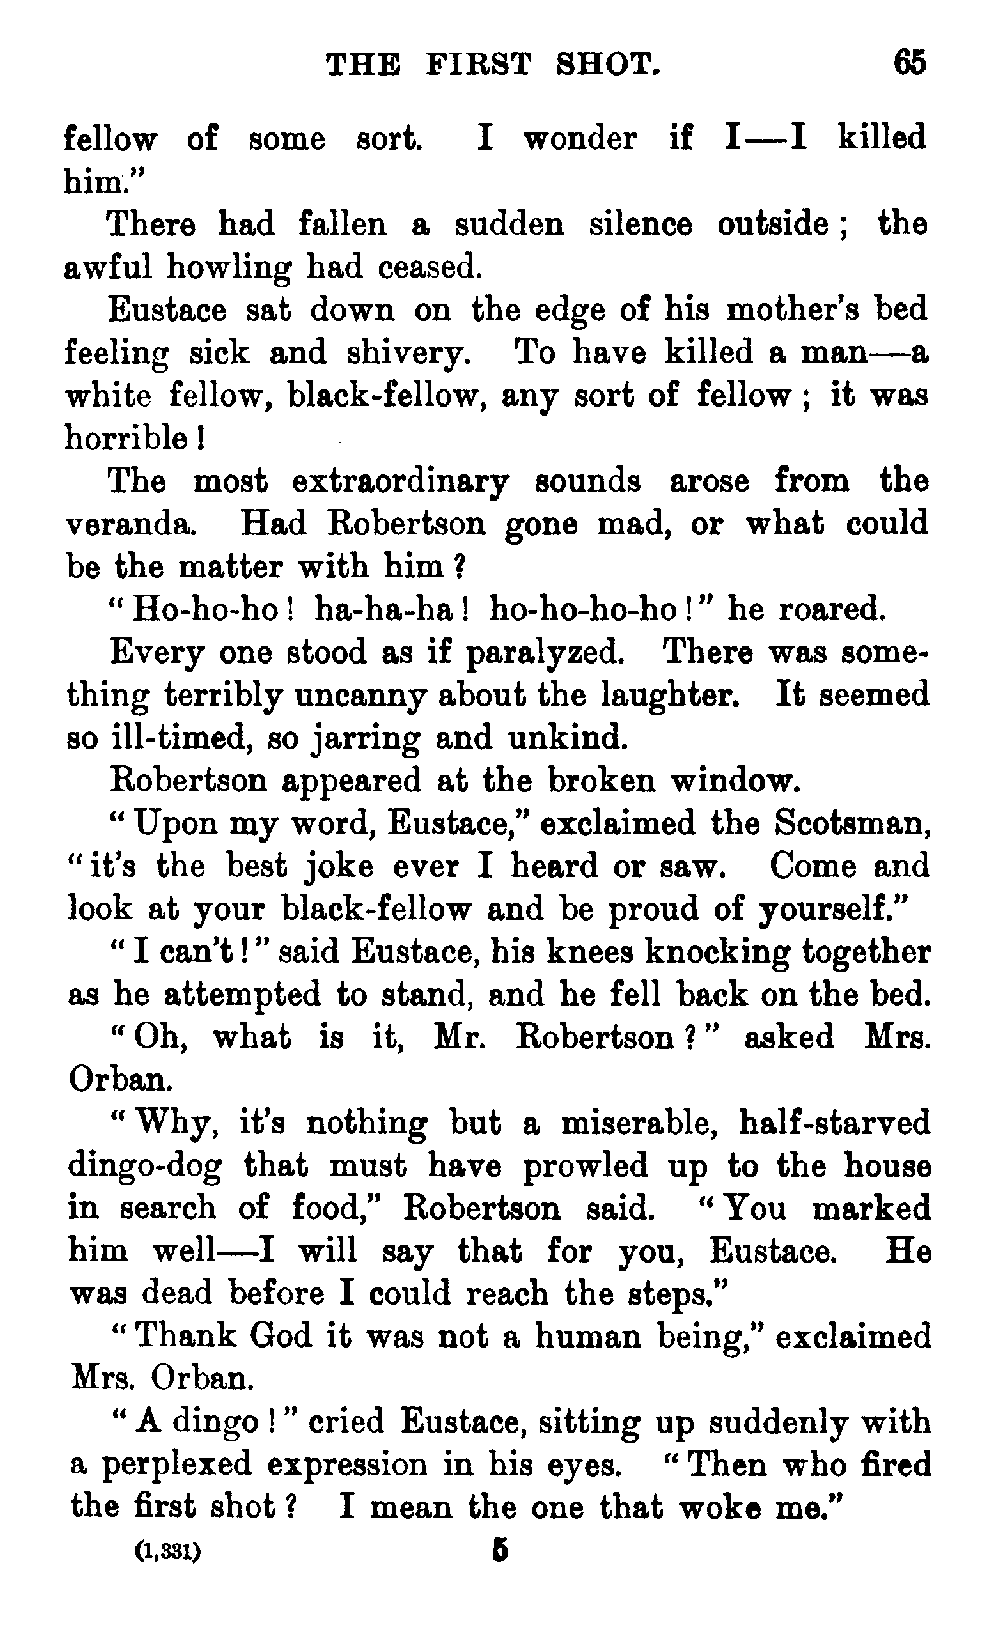 THE FIRST SHOT. 65
fellow of some sort. I wonder if I—I killed
him."
There had fallen a sudden silence outside ; the
awful howling had ceased.
Eustace sat down on the edge of his mother's bed
feeling sick and shivery. To have killed a man—a
white fellow, black-fellow, any sort of fellow ; it was
horrible !
The most extraordinary sounds arose from the
veranda. Had Robertson gone mad, or what could
be the matter with him ?
" Ho-ho-ho ! ha-ha-ha ! ho-ho-ho-ho ! " he roared.
Every one stood as if paralyzed. There was some-
thing terribly uncanny about the laughter. It seemed
so ill-timed, so jarring and unkind.
Robertson appeared at the broken window.
" Upon my word, Eustace," exclaimed the Scotsman,
" it's the best joke ever I heard or saw. Come and
look at your black-fellow and be proud of yourself."
" I can't ! " said Eustace, his knees knocking together
as he attempted to stand, and he fell back on the bed.
" Oh, what is it, Mr. Robertson ? " asked Mrs.
Orban.
" Why, it's nothing but a miserable, half-starved
dingo-dog that must have prowled up to the house
in search of food," Robertson said. " You marked
him well—I will say that for you, Eustace. He
was dead before I could reach the steps."
" Thank God it was not a human being," exclaimed
Mrs. Orban.
" A dingo ! " cried Eustace, sitting up suddenly with
a perplexed expression in his eyes. " Then who fired
the first shot ? I mean the one that woke me."
(1,331) 5